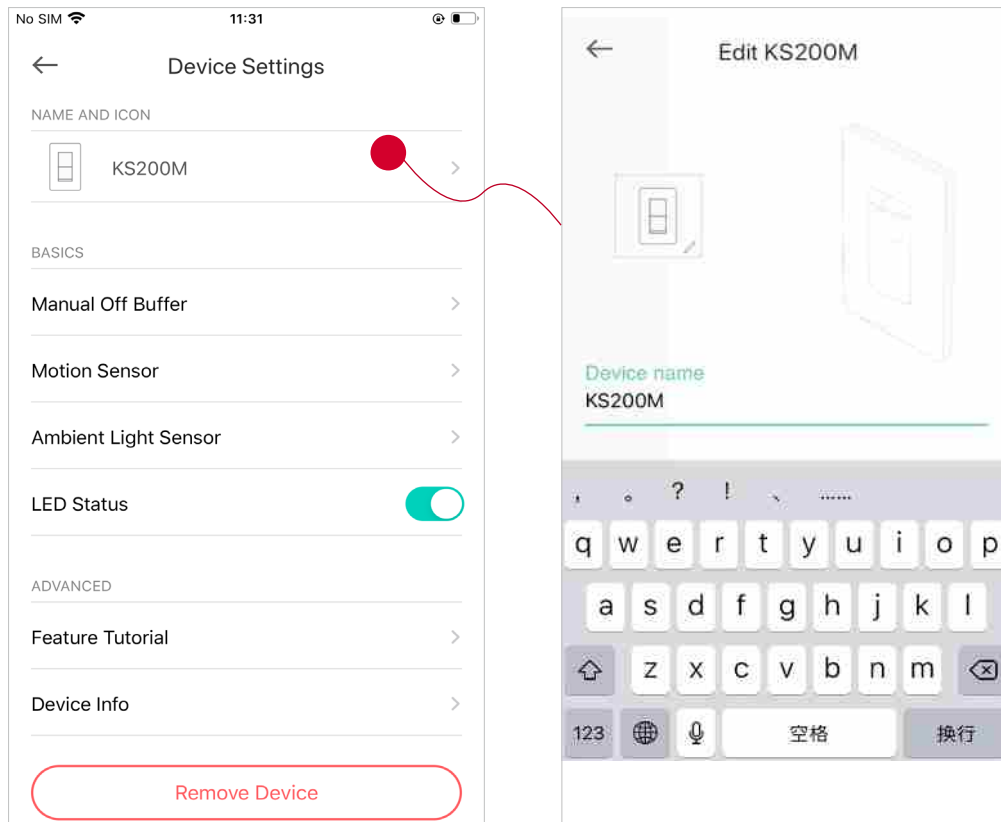 No SIM
11:31
Device Settings
NAME AND ICON
KS200M
BASICS
Manual Off Buffer
Motion Sensor
Ambient Light Sensor
LED Status
ADVANCED
Feature Tutorial
Device Info
Remove Device
Edit KS200M
Device name
KS200M
, 。 ? ! 、 ……
q w e r t y u i o p
a s d f g h j k l
z x c v b n m
123 空格 换行